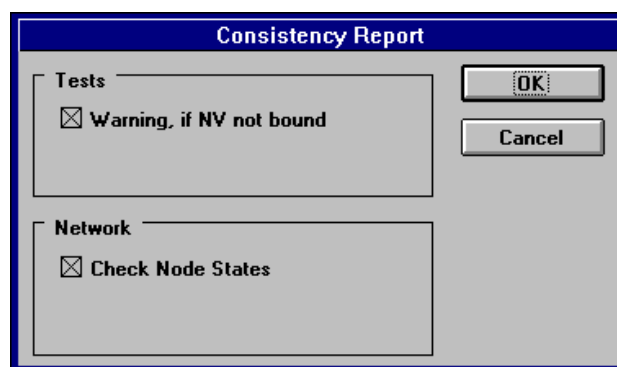 Consistency Report
Tests
Warning, if NV not bound
OK
Cancel
Network
Check Node States